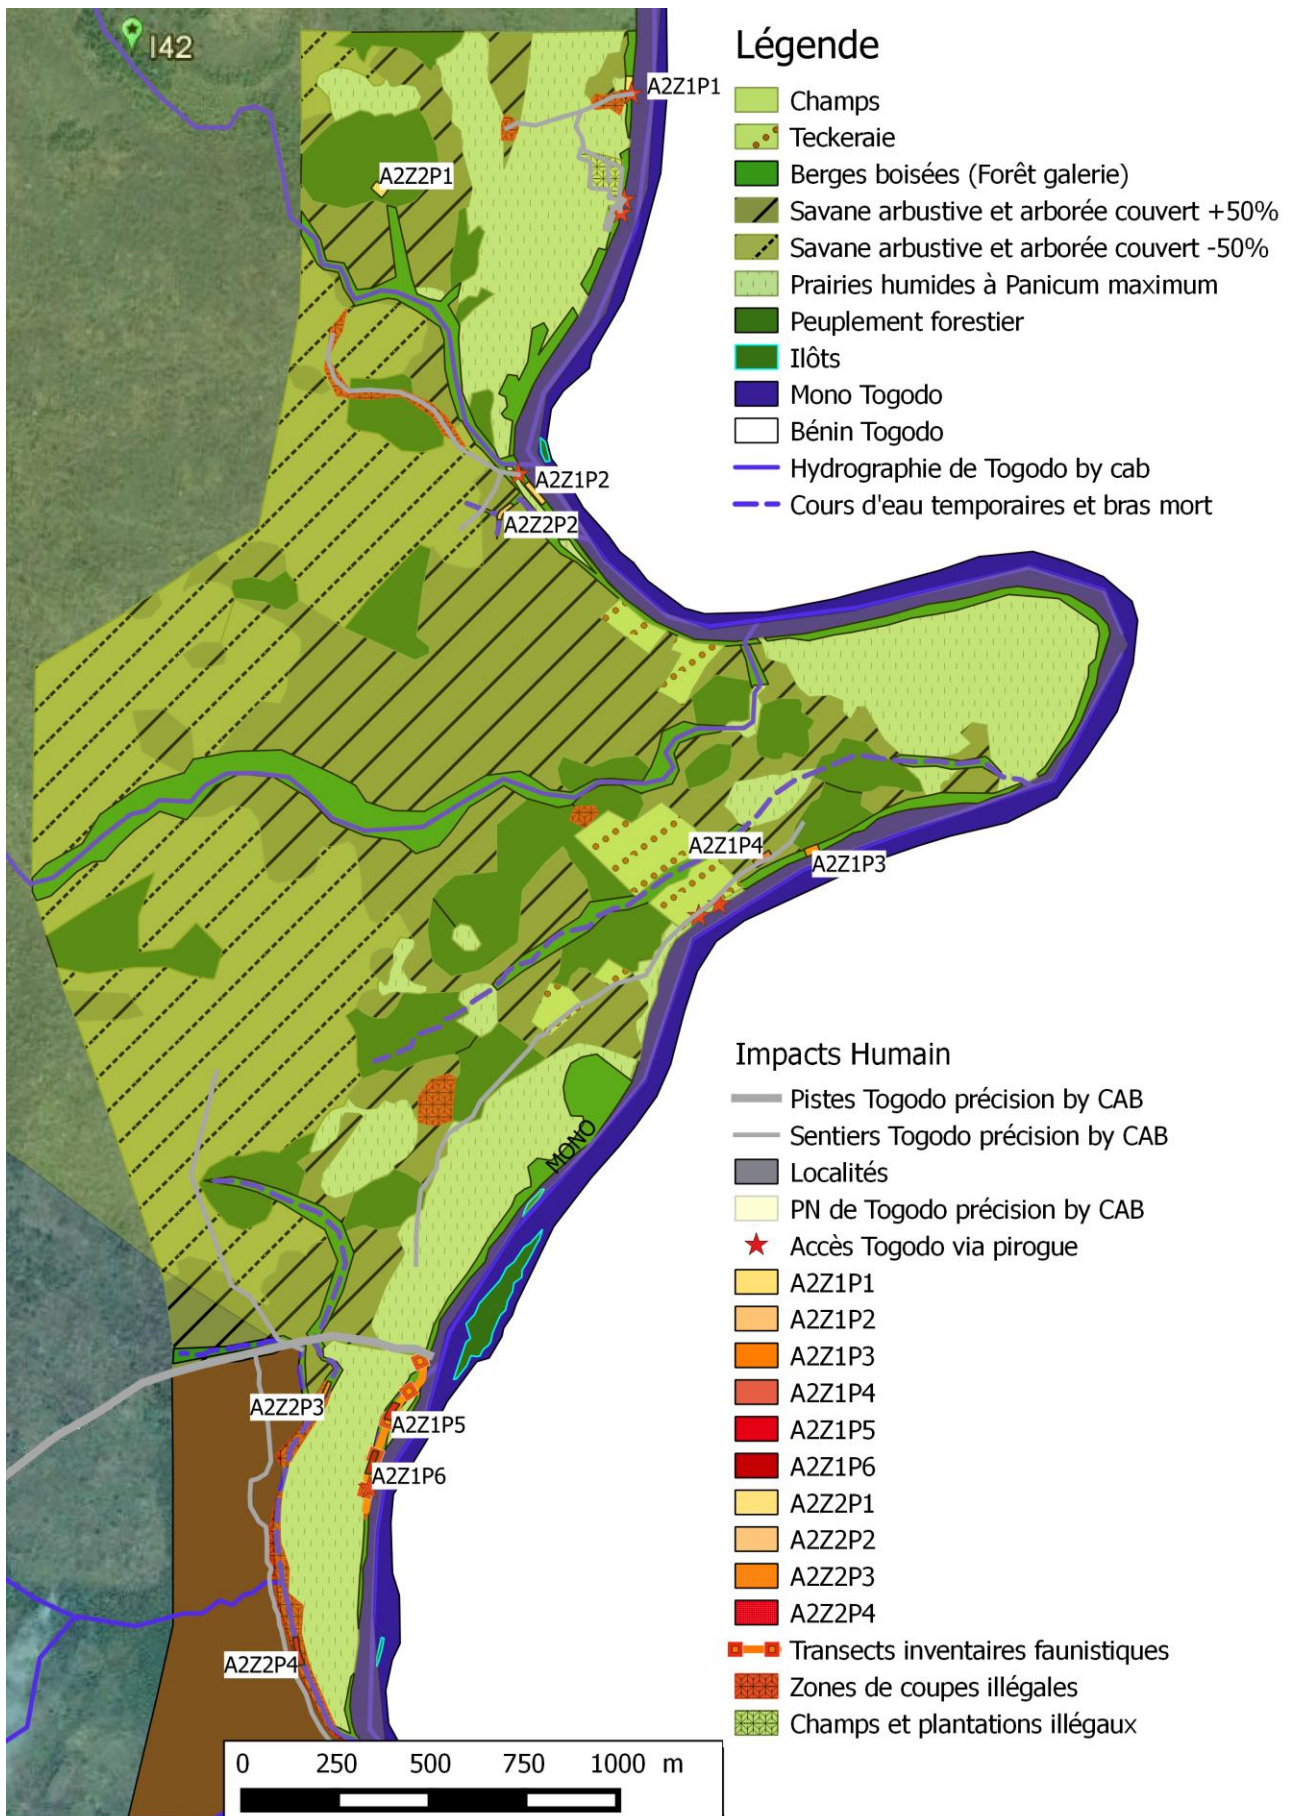 I42
A2Z1P1
A2Z2P1
A2Z1P2
A2Z2P2
A2Z1P4
A2Z1P3
MONO
A2Z2P3
A2Z1P5
A2Z1P6
A2Z2P4
0 250 500 750 1000 m
Légende
Champs
Teckeraie
Berges boisées (Forêt galerie)
Savane arbustive et arborée couvert +50%
Savane arbustive et arborée couvert -50%
Prairies humides à Panicum maximum
Peuplement forestier
Ilôts
Mono Togodo
Bénin Togodo
Hydrographie de Togodo by cab
Cours d'eau temporaires et bras mort
Impacts Humain
Pistes Togodo précision by CAB
Sentiers Togodo précision by CAB
Localités
PN de Togodo précision by CAB
Accès Togodo via pirogue
A2Z1P1
A2Z1P2
A2Z1P3
A2Z1P4
A2Z1P5
A2Z1P6
A2Z2P1
A2Z2P2
A2Z2P3
A2Z2P4
Transects inventaires faunistiques
Zones de coupes illégales
Champs et plantations illégaux